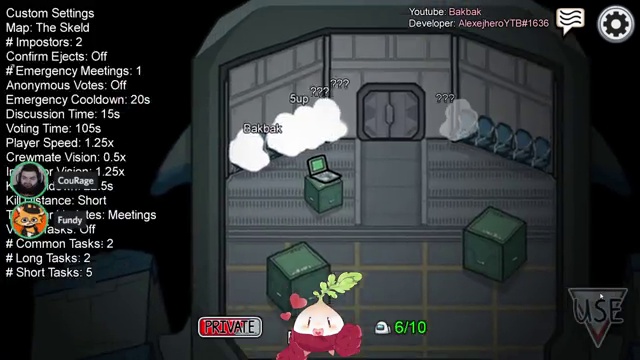 Custom Settings
Map: The Skeld
# Impostors: 2
Confirm Ejects: Off
# Emergency Meetings: 1
Anonymous Votes: Off
Emergency Cooldown: 20s
Discussion Time: 15s
Voting Time: 105s
Player Speed: 1.25x
Crewmate Vision: 0.5x
Vision: 1.25x
CouRage
Kill Distance: Short
Meetings
Fundy
Off
# Common Tasks: 2
# Long Tasks: 2
# Short Tasks: 5
Youtube: Bakbak
Developer: AlexejheroYTB#1636
???
???
5up
???
Bakbak
PRIVATE
6/10
USE